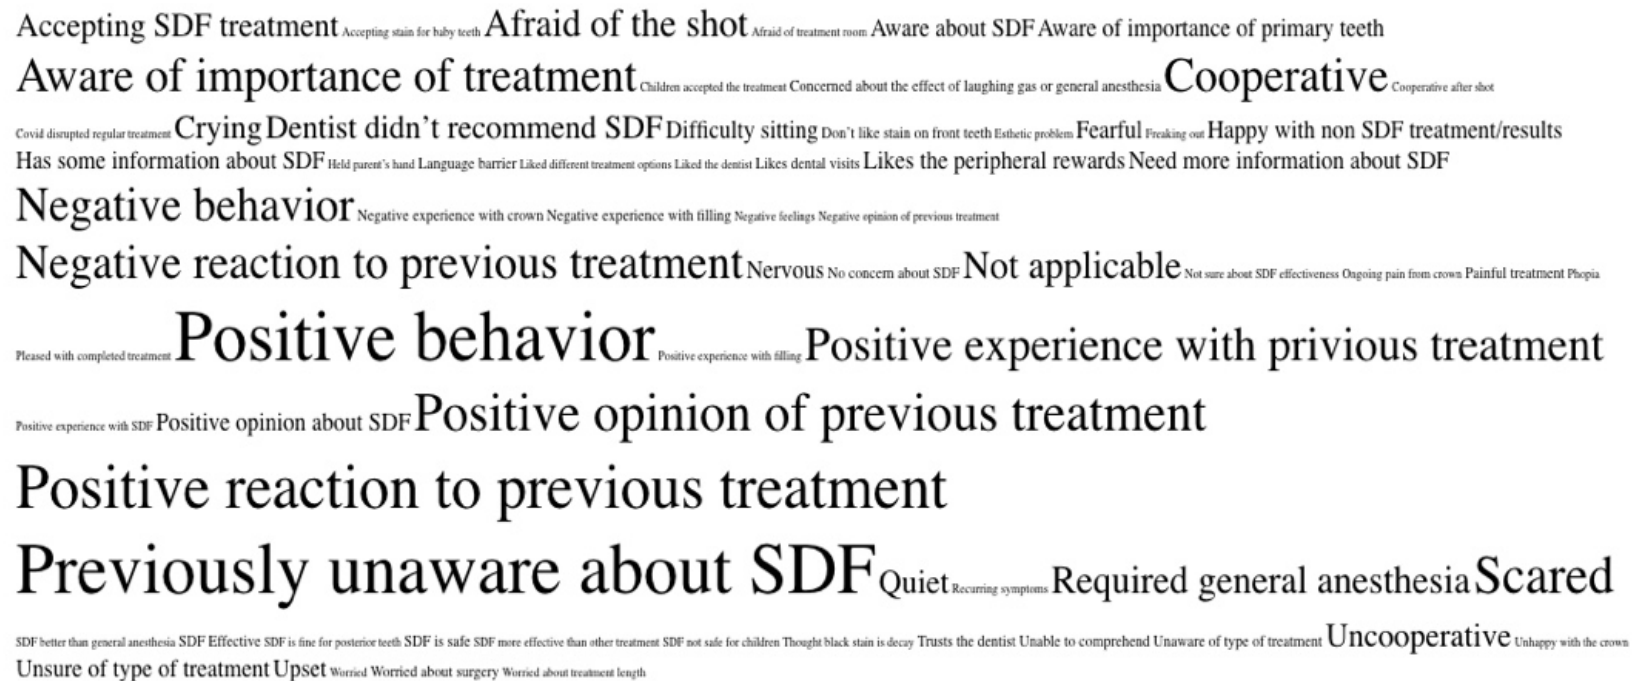 Accepting SDF treatment Accepting stain for baby teeth Afraid of the shot Afraid of treatment room Aware about SDF Aware of importance of primary teeth
Aware of importance of treatment Children accepted the treatment Concerned about the effect of laughing gas or general anesthesia Cooperative Cooperative after shot
Covid disrupted regular treatment Crying Dentist didn't recommend SDF Difficulty sitting Don't like stain on front teeth Esthetic problem Fearful Freaking out Happy with non SDF treatment/results
Has some information about SDF Held parent's hand Language barrier Liked different treatment options Liked the dentist Likes dental visits Likes the peripheral rewards Need more information about SDF
Negative behavior Negative experience with crown Negative experience with filling Negative feelings Negative opinion of previous treatment
Negative reaction to previous treatment Nervous No concern about SDF Not applicable Not sure about SDF effectiveness Ongoing pain from crown Painful treatment Phopia
Pleased with completed treatment Positive behavior Positive experience with filling Positive experience with privious treatment
Positive experience with SDF Positive opinion about SDF Positive opinion of previous treatment
Positive reaction to previous treatment
Previously unaware about SDF Quiet Recurring symptoms Required general anesthesia Scared
SDF better than general anesthesia SDF Effective SDF is fine for posterior teeth SDF is safe SDF more effective than other treatment SDF not safe for children Thought black stain is decay Trusts the dentist Unable to comprehend Unaware of type of treatment Uncooperative Unhappy with the crown
Unsure of type of treatment Upset Worried Worried about surgery Worried about treatment length